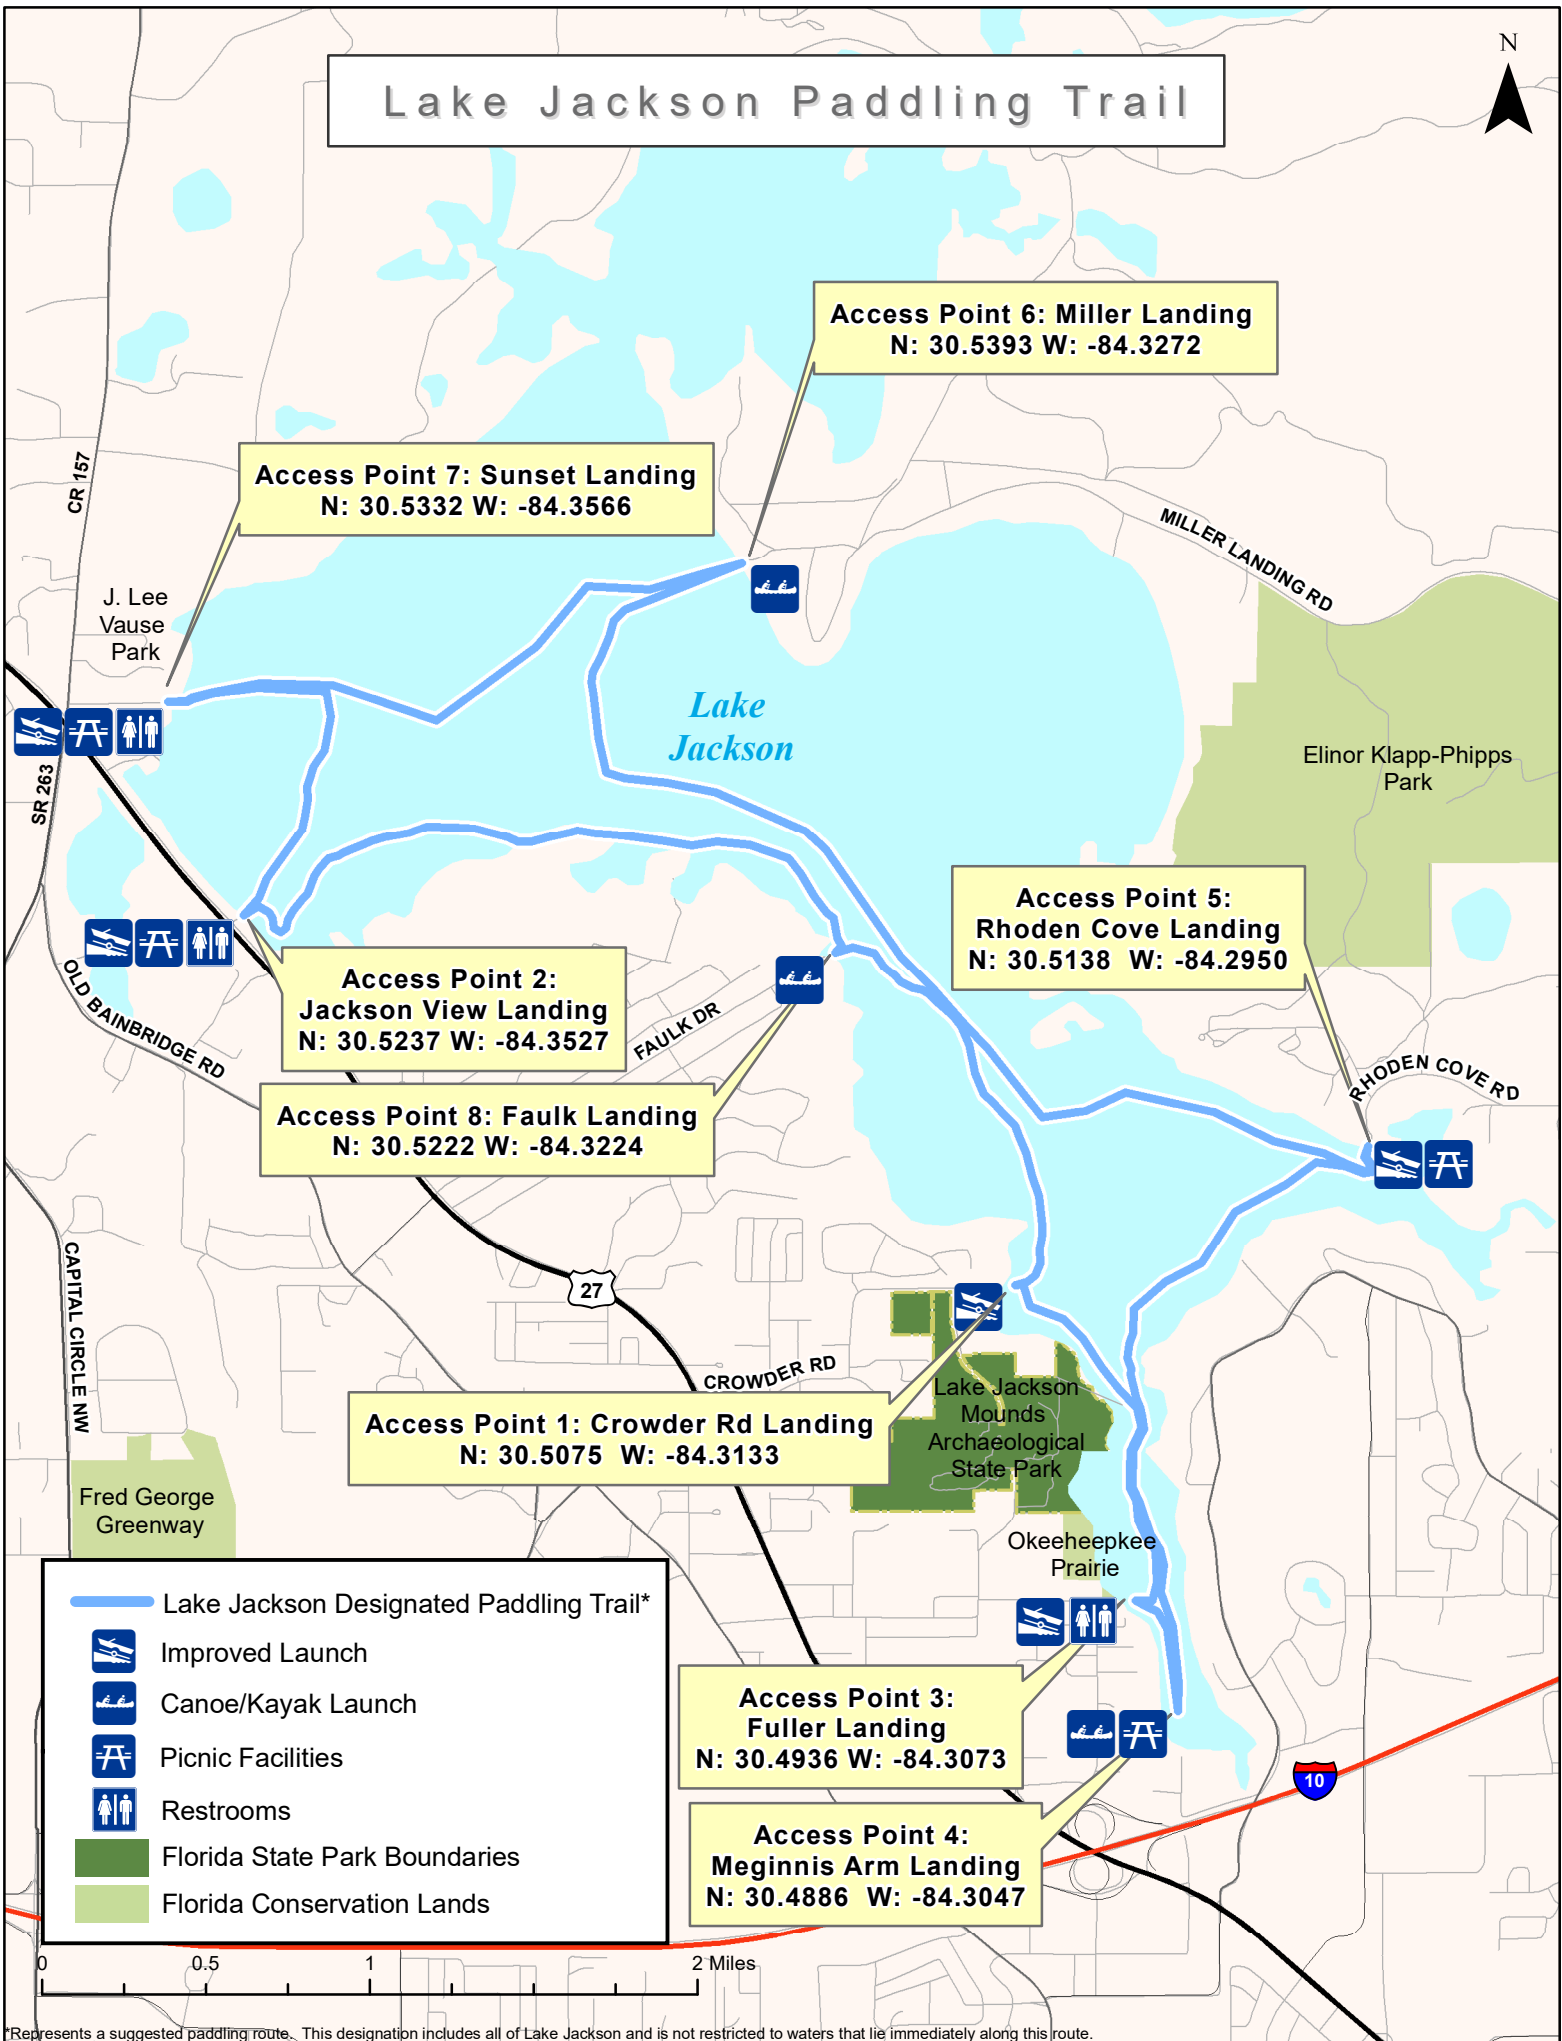 Lake Jackson Paddling Trail
N
Access Point 6: Miller Landing
N: 30.5393 W: -84.3272
Access Point 7: Sunset Landing
N: 30.5332 W: -84.3566
CR 157
MILLER LANDING RD
J. Lee
Vause
Park
Lake
Jackson
Elinor Klapp-Phipps
Park
SR 263
Access Point 5:
Rhoden Cove Landing
N: 30.5138 W: -84.2950
OLD BAINBRIDGE RD
Access Point 2:
Jackson View Landing
N: 30.5237 W: -84.3527
FAULK DR
RHODEN COVE RD
Access Point 8: Faulk Landing
N: 30.5222 W: -84.3224
CAPITAL CIRCLE NW
27
CROWDER RD
Lake Jackson
Mounds
Archaeological
State Park
Access Point 1: Crowder Rd Landing
N: 30.5075 W: -84.3133
Fred George
Greenway
Okeeheepkee
Prairie
Lake Jackson Designated Paddling Trail*
Improved Launch
Canoe/Kayak Launch
Picnic Facilities
Restrooms
Florida State Park Boundaries
Florida Conservation Lands
Access Point 3:
Fuller Landing
N: 30.4936 W: -84.3073
10
Access Point 4:
Meginnis Arm Landing
N: 30.4886 W: -84.3047
0 0.5 1 2 Miles
*Represents a suggested paddling route. This designation includes all of Lake Jackson and is not restricted to waters that lie immediately along this route.